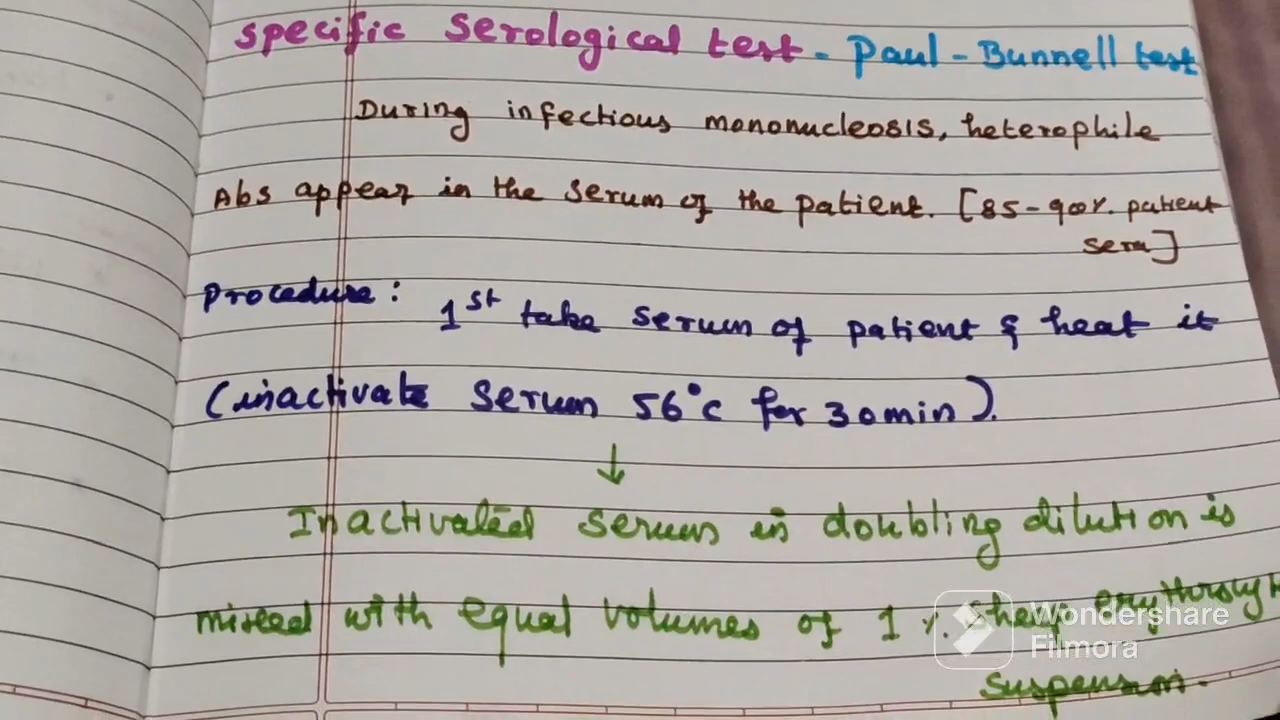 specific serological test - Paul - Bunnell test
During infectious mononucleosis, heterophile
Abs appear in the serum of the patient. [85-90%. patient
sera]
Procedure:
1st take serum of patient & heat it
(inactivate serum 56°c for 30min).
↓
Inactivated serum in doubling dilution is
mixed with equal volumes of 1 %. sheep
suspension.
Wondershare
Filmora